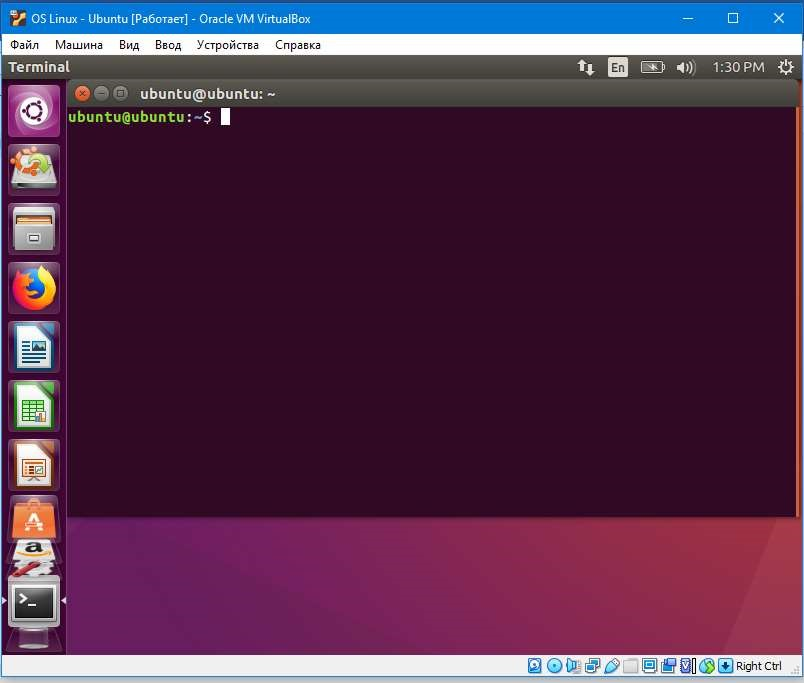 OS Linux - Ubuntu [Работает] - Oracle VM VirtualBox
Файл Машина Вид Ввод Устройства Справка
Terminal En 1:30 PM
ubuntu@ubuntu: ~
ubuntu@ubuntu:~$
A
a
>_
Right Ctrl